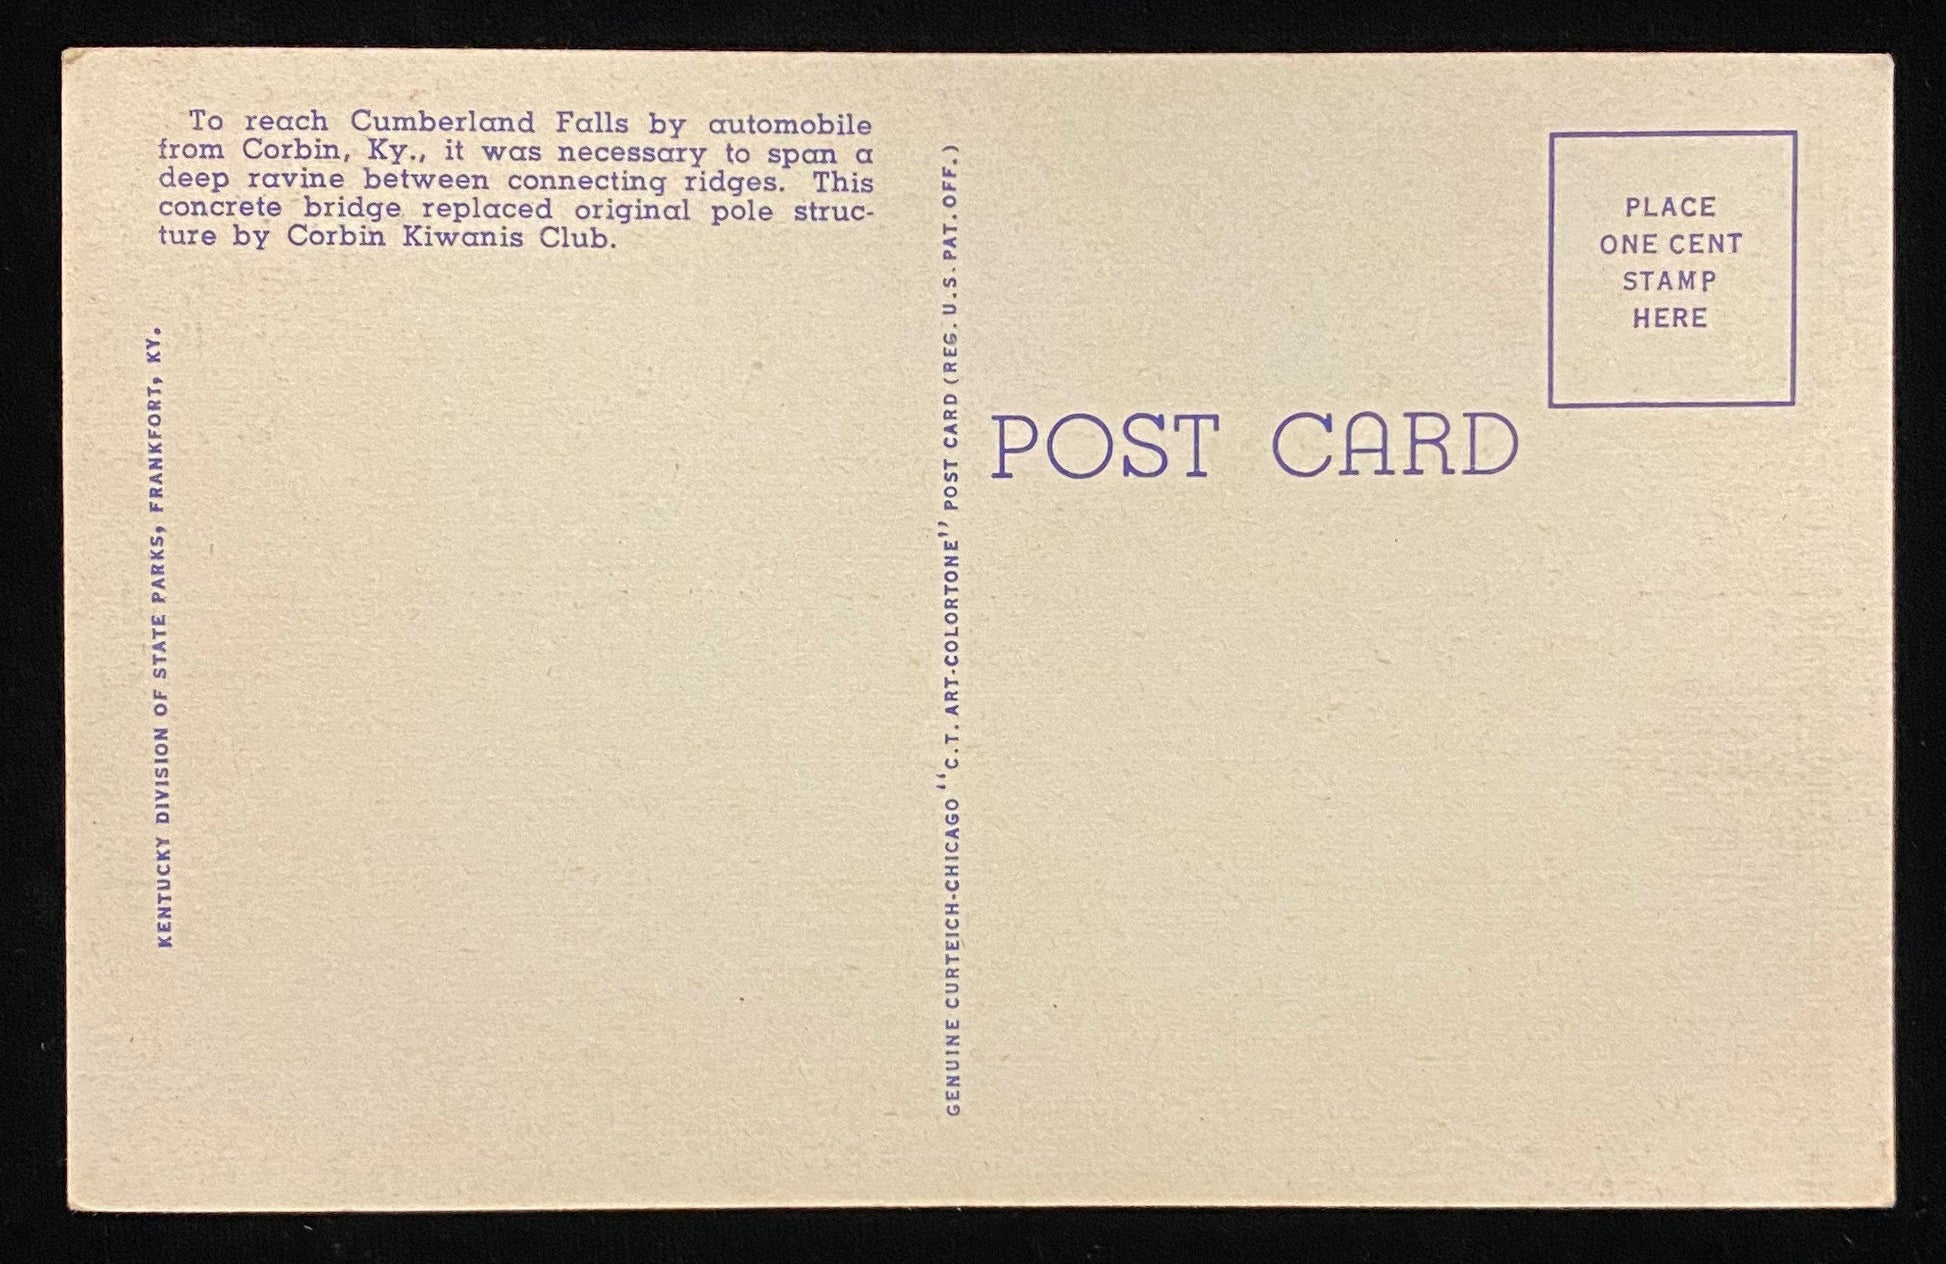 To reach Cumberland Falls by automobile
from Corbin, Ky., it was necessary to span a
deep ravine between connecting ridges. This
concrete bridge replaced original pole struc-
ture by Corbin Kiwanis Club.
KENTUCKY DIVISION OF STATE PARKS, FRANKFORT, KY.
GENUINE CURTEICH-CHICAGO "C.T. ART-COLORTONE" POST CARD (REG. U.S. PAT. OFF.)
POST CARD
PLACE
ONE CENT
STAMP
HERE